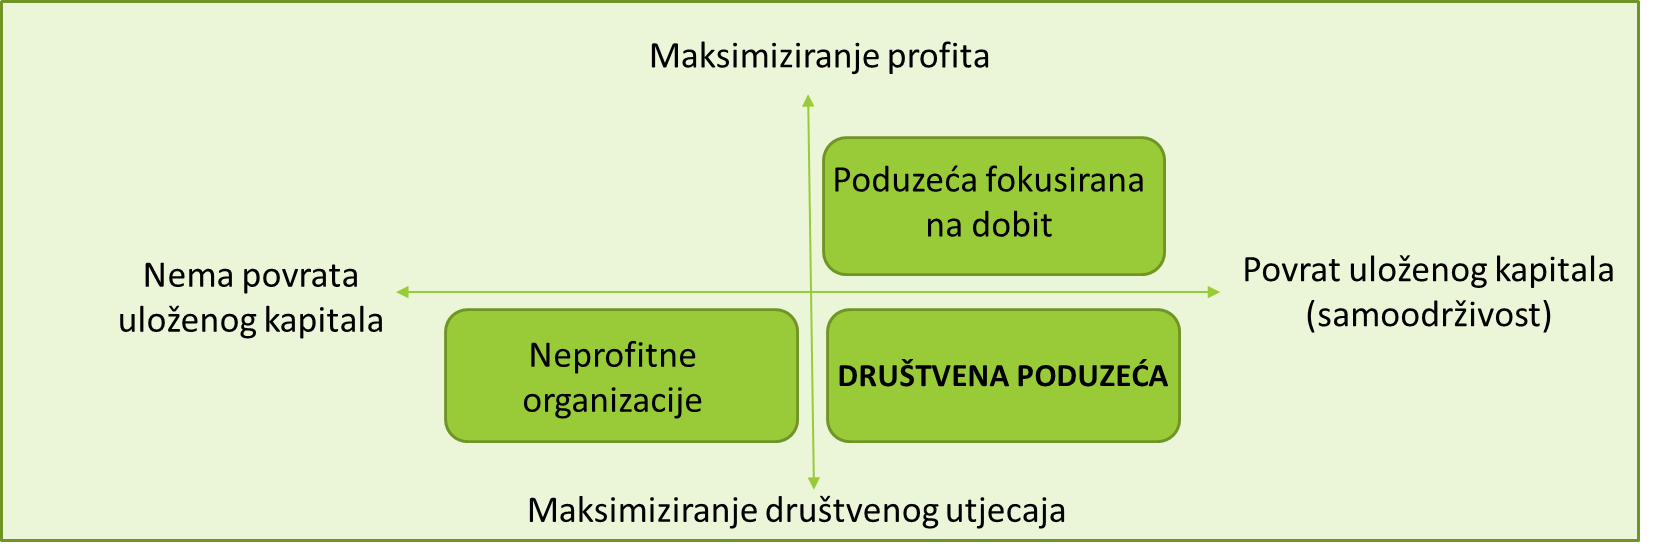 Maksimiziranje profita
Poduzeća fokusirana
na dobit
Nema povrata
uloženog kapitala
Povrat uloženog kapitala
(samoodrživost)
Neprofitne
organizacije
DRUŠTVENA PODUZEĆA
Maksimiziranje društvenog utjecaja